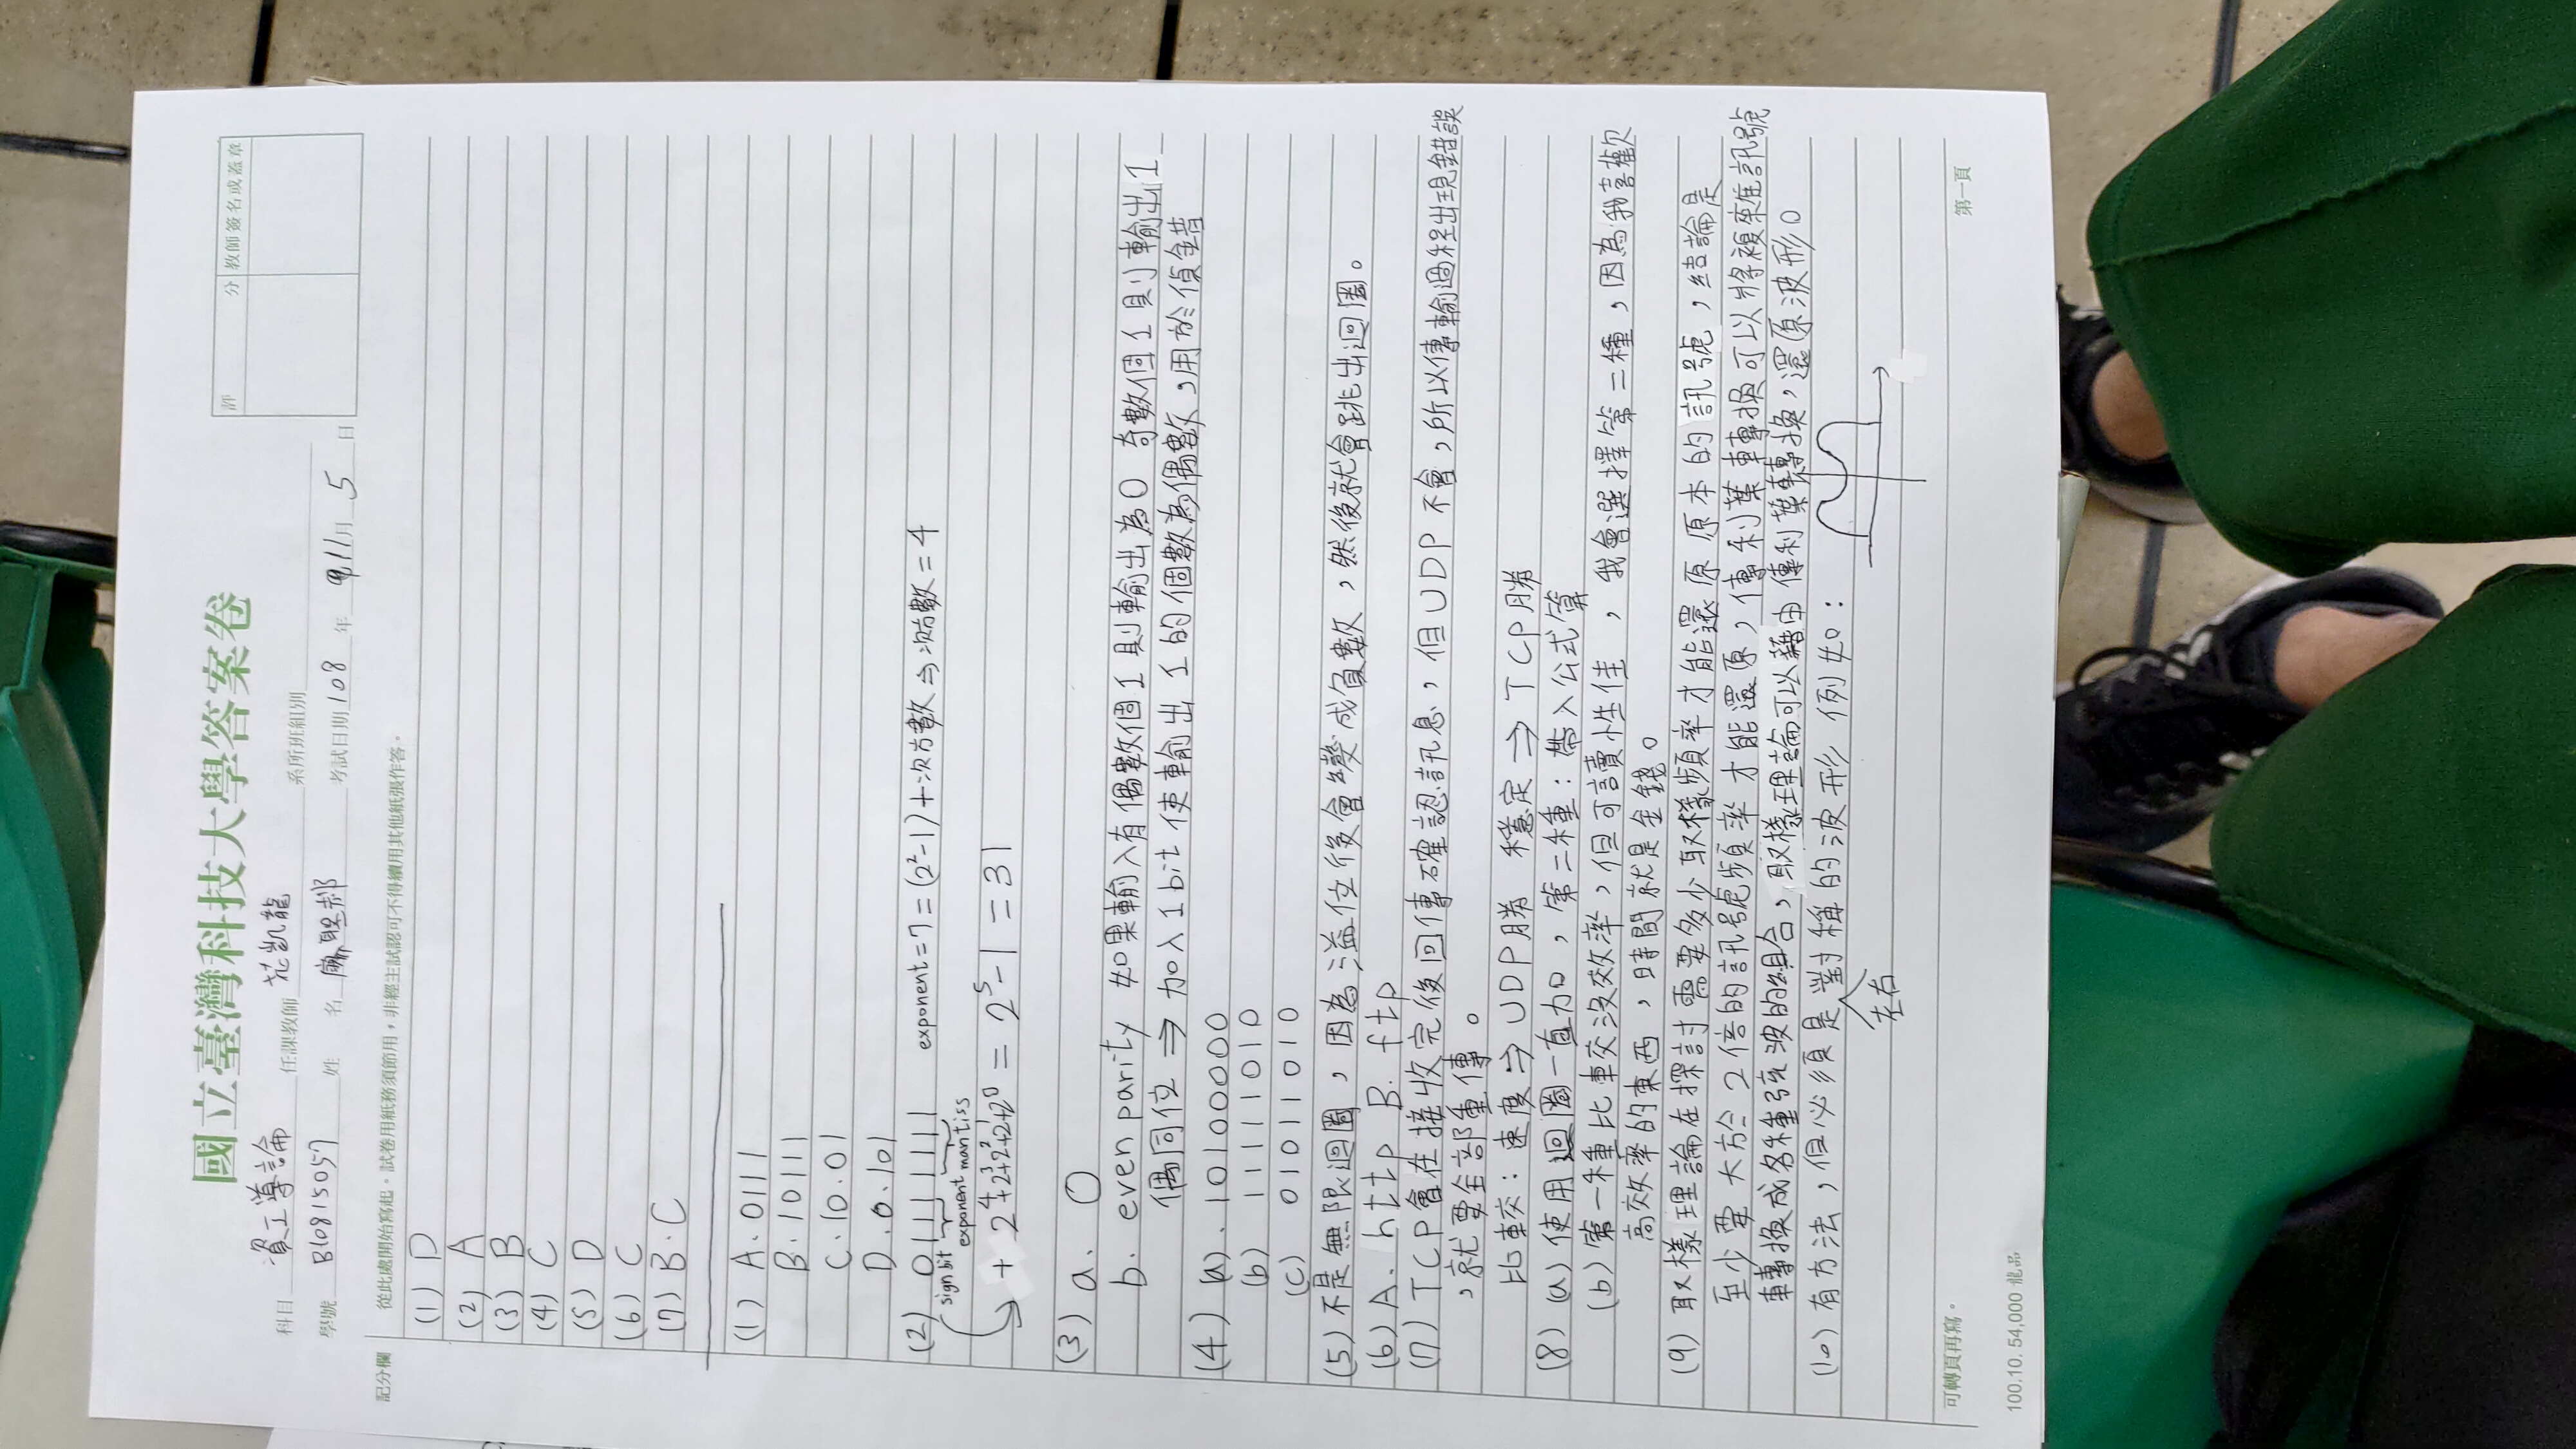 國立臺灣科技大學答案卷
評 分 教師簽名或蓋章
科目 資工導論 任課教師 范凱龍 系所班組別
學號 B10815057 姓 名 考試日期 108 年 11月 5 日
記分欄 從此處開始寫起。試卷用紙務須節用，非經主試認可不得續用其他紙張作答。
(1) D
(2) A
(3) B
(4) C
(5) D
(6) C
(7) B.C
(1) A. 0111
B. 10111
C. 10.01
D. 0.101
(2) 01111111 exponent=7=(2²-1)+次方數⇒次方數=4
sign bit exponent mantiss
+ 2⁴+2³+2²+2¹+2⁰ = 2⁵-1 = 31
(3) a. 0
b. even parity 如果輸入有偶數個1則輸出為0 奇數個1則輸出1
偶同位 ⇒ 加入1bit使輸出1的個數為偶數，用於偵錯
(4) (a). 10100000
(b) 11111010
(c) 01011010
(5) 不是無限迴圈，因為溢位後會變成負數，然後就會跳出迴圈。
(6) A. http B. ftp
(7) TCP會在接收完後回傳確認訊息，但UDP不會，所以傳輸過程出現錯誤
，就要全部重傳。
比較：速度⇒UDP勝 穩定⇒TCP勝
(8) (a) 使用迴圈一直加，第二種：帶入公式算
(b) 第一種比較沒效率，但可讀性佳，我會選擇第二種，因為我喜歡
高效率的東西，時間就是金錢。
(9) 取樣理論在探討需要多少取樣頻率才能還原原本的訊號，結論是
至少要大於2倍的訊號頻率才能還原，傳利葉轉換可以將複雜訊號
轉換成各種弦波的組合，取樣理論可以藉由傳利葉轉換，還原波形。
(10) 有方法，但必須是對稱的波形 例如：
左右
可轉頁再寫。
第一頁
100.10. 54,000 龍品